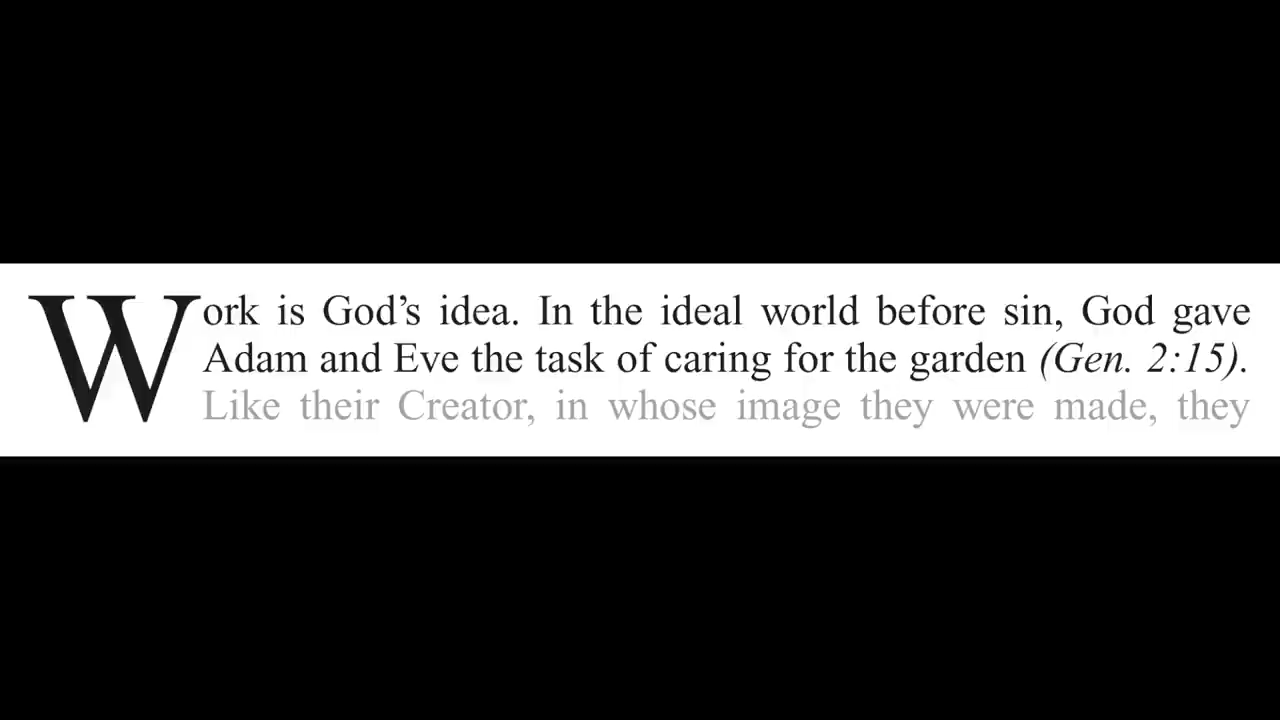 Work is God’s idea. In the ideal world before sin, God gave
Adam and Eve the task of caring for the garden (Gen. 2:15).
Like their Creator, in whose image they were made, they